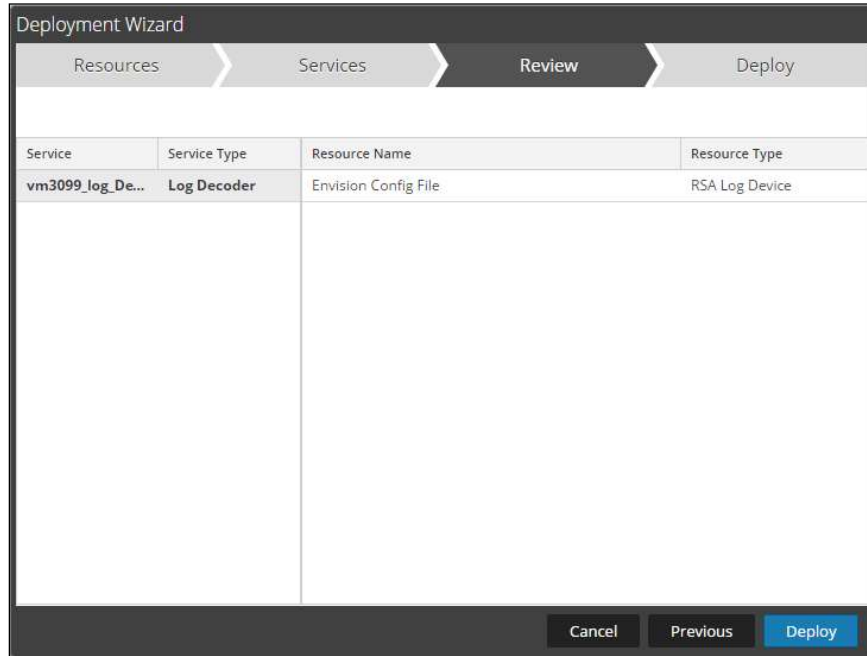 Deployment Wizard
Resources Services Review Deploy
Service Service Type Resource Name Resource Type
vm3099_log_De... Log Decoder Envision Config File RSA Log Device
Cancel Previous Deploy